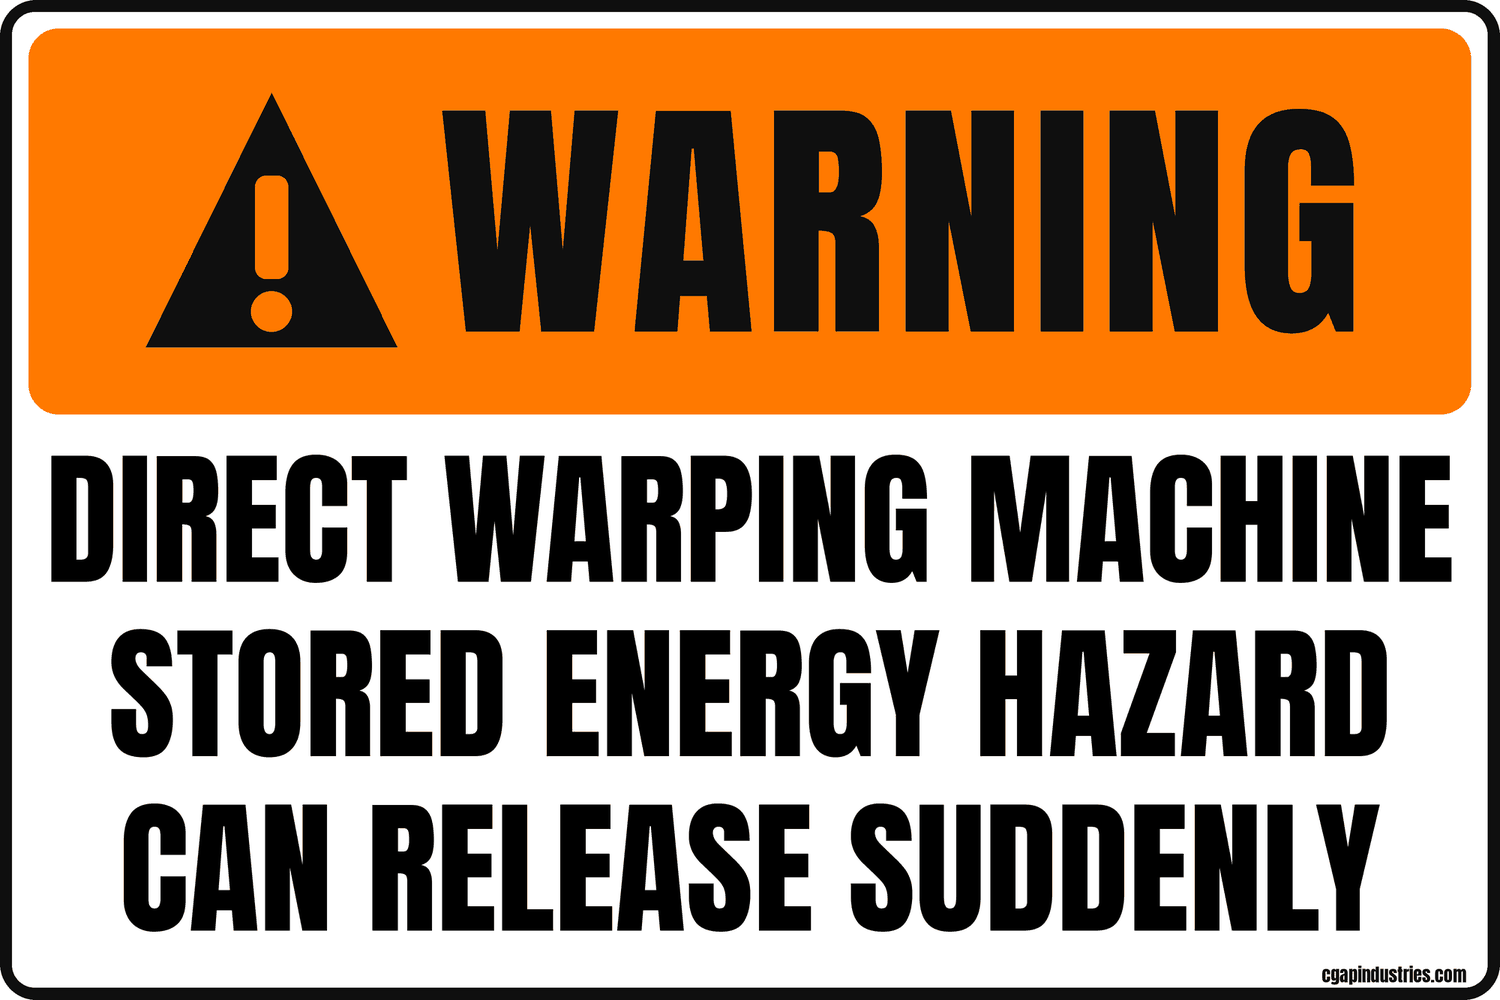 WARNING
DIRECT WARPING MACHINE
STORED ENERGY HAZARD
CAN RELEASE SUDDENLY
cgapindustries.com